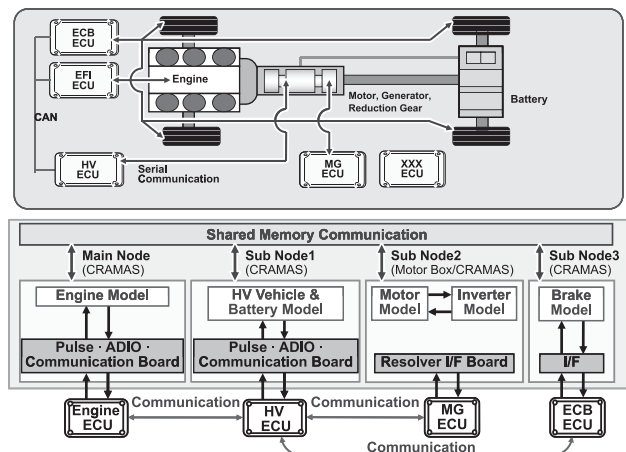 ECB
ECU
EFI
ECU
CAN
HV
ECU
Serial
Communication
Engine
Motor, Generator,
Reduction Gear
Battery
MG
ECU
XXX
ECU
Shared Memory Communication
Main Node
(CRAMAS)
Sub Node1
(CRAMAS)
Sub Node2
(Motor Box/CRAMAS)
Sub Node3
(CRAMAS)
Engine Model
HV Vehicle &
Battery Model
Motor
Model
Inverter
Model
Brake
Model
Pulse · ADIO ·
Communication Board
Pulse · ADIO ·
Communication Board
Resolver I/F Board
I/F
Engine
ECU
Communication
HV
ECU
Communication
MG
ECU
ECB
ECU
Communication